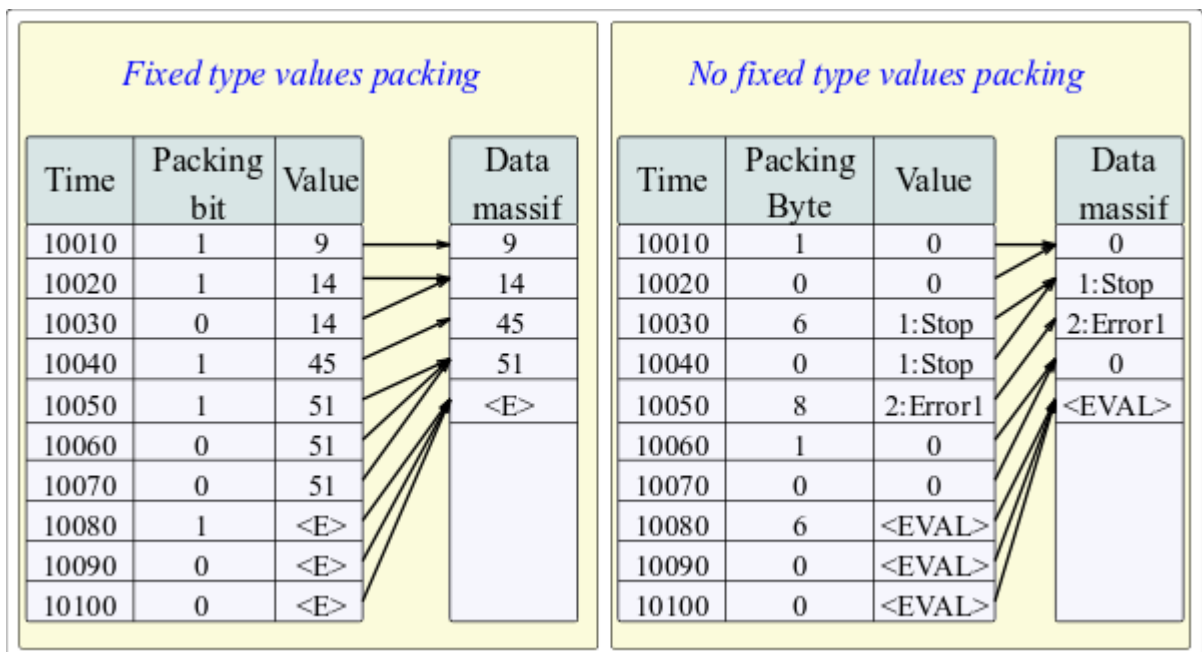 Fixed type values packing
Time Packing bit Value Data massif
10010 1 9 9
10020 1 14 14
10030 0 14 45
10040 1 45 51
10050 1 51 <E>
10060 0 51
10070 0 51
10080 1 <E>
10090 0 <E>
10100 0 <E>
No fixed type values packing
Time Packing Byte Value Data massif
10010 1 0 0
10020 0 0 1:Stop
10030 6 1:Stop 2:Error1
10040 0 1:Stop 0
10050 8 2:Error1 <EVAL>
10060 1 0
10070 0 0
10080 6 <EVAL>
10090 0 <EVAL>
10100 0 <EVAL>